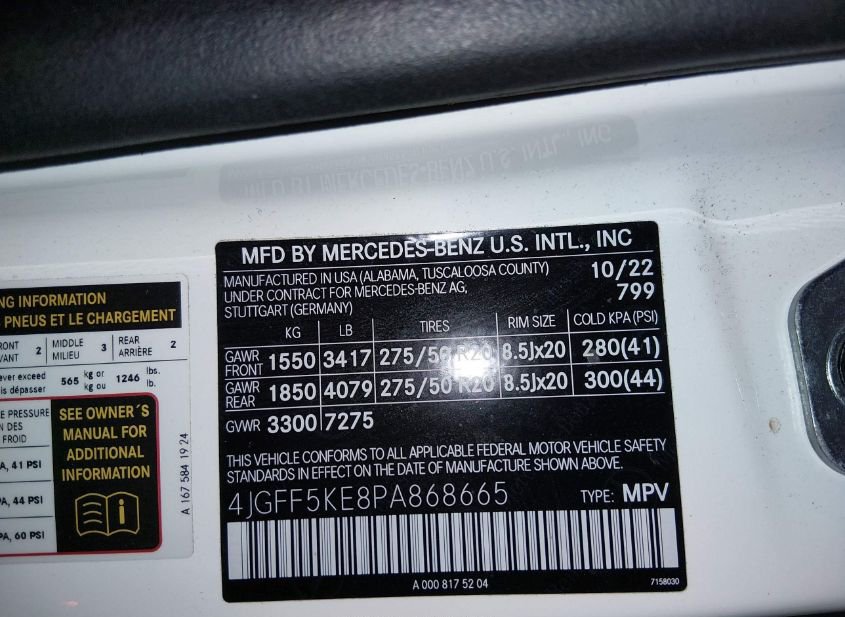 MFD BY MERCEDES-BENZ U.S. INTL., INC
MANUFACTURED IN USA (ALABAMA, TUSCALOOSA COUNTY) 10/22
UNDER CONTRACT FOR MERCEDES-BENZ AG, 799
STUTTGART (GERMANY)
KG LB TIRES RIM SIZE COLD KPA (PSI)
GAWR FRONT 1550 3417 275/50 R20 8.5Jx20 280(41)
GAWR REAR 1850 4079 275/50 R20 8.5Jx20 300(44)
GVWR 3300 7275
THIS VEHICLE CONFORMS TO ALL APPLICABLE FEDERAL MOTOR VEHICLE SAFETY
STANDARDS IN EFFECT ON THE DATE OF MANUFACTURE SHOWN ABOVE.
4JGFF5KE8PA868665 TYPE: MPV
A 000 817 52 04 7158030
NG INFORMATION
PNEUS ET LE CHARGEMENT
FRONT 2 MIDDLE 3 REAR 2
VANT MILIEU ARRIÈRE
ever exceed 565 kg or 1246 lbs.
is dépasser kg ou lb.
PRESSURE
N DES
FROID
A, 41 PSI
A, 44 PSI
PA, 60 PSI
SEE OWNER´S
MANUAL FOR
ADDITIONAL
INFORMATION
A 167 584 19 24